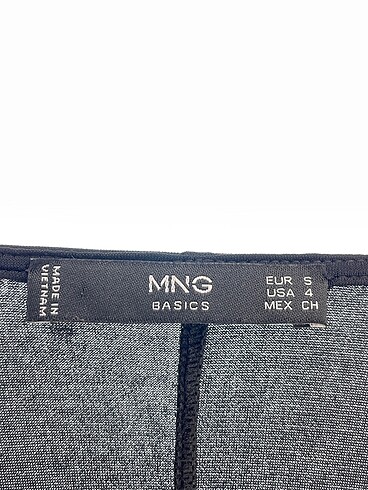 MADE IN
VIETNAM
MNG
BASICS
EUR S
USA 4
MEX CH